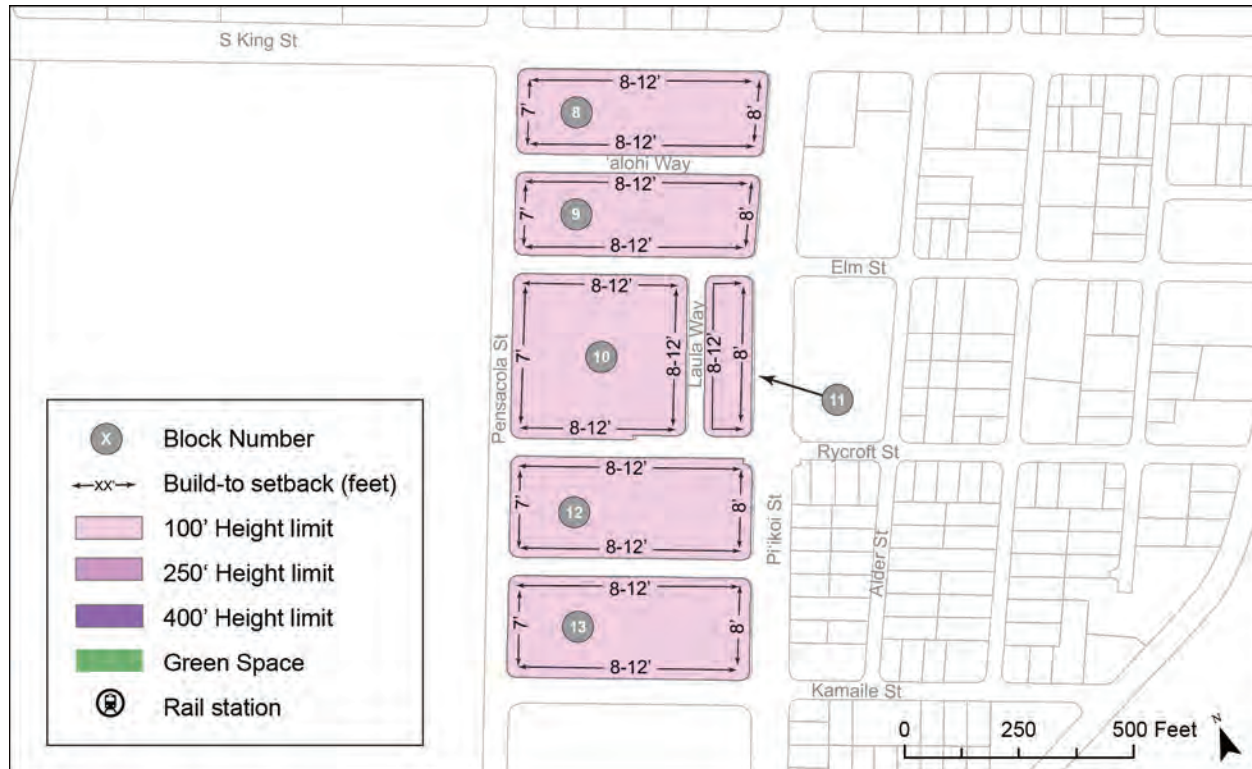 S King St
8-12'
7'
8
8'
8-12'
'alohi Way
8-12'
7'
9
8'
8-12'
Elm St
8-12'
Pensacola St
7'
10
8-12'
Laula Way
8-12'
8'
11
8-12'
Rycroft St
8-12'
7'
12
8'
8-12'
Pi'ikoi St
Alder St
8-12'
7'
13
8'
8-12'
Kamaile St
X Block Number
XX' Build-to setback (feet)
100' Height limit
250' Height limit
400' Height limit
Green Space
Rail station
0 250 500 Feet
N